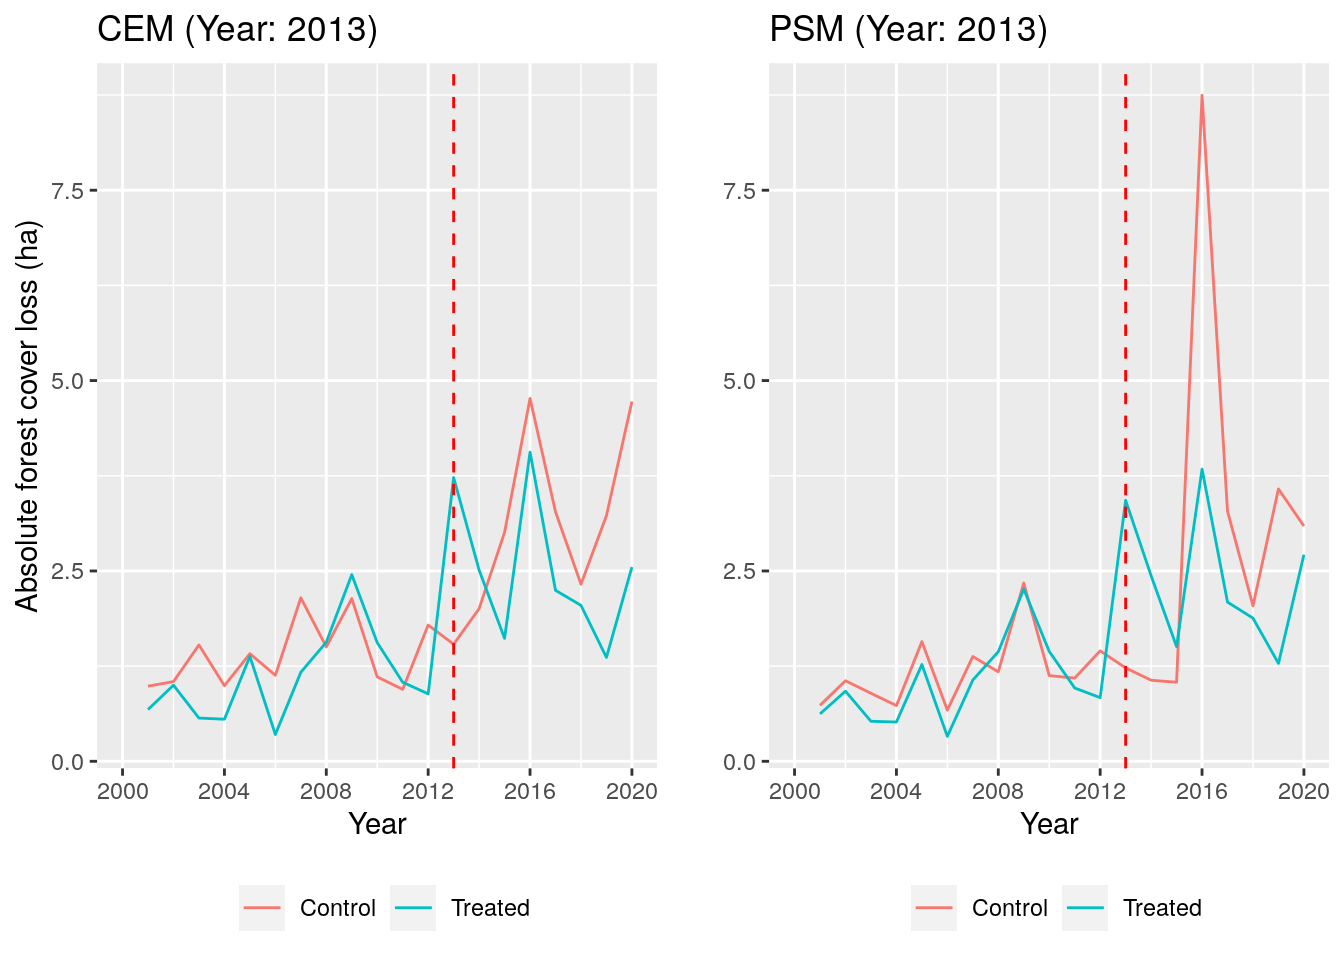 CEM (Year: 2013)
Absolute forest cover loss (ha)
7.5
5.0
2.5
0.0
2000 2004 2008 2012 2016 2020
Year
Control Treated
PSM (Year: 2013)
7.5
5.0
2.5
0.0
2000 2004 2008 2012 2016 2020
Year
Control Treated